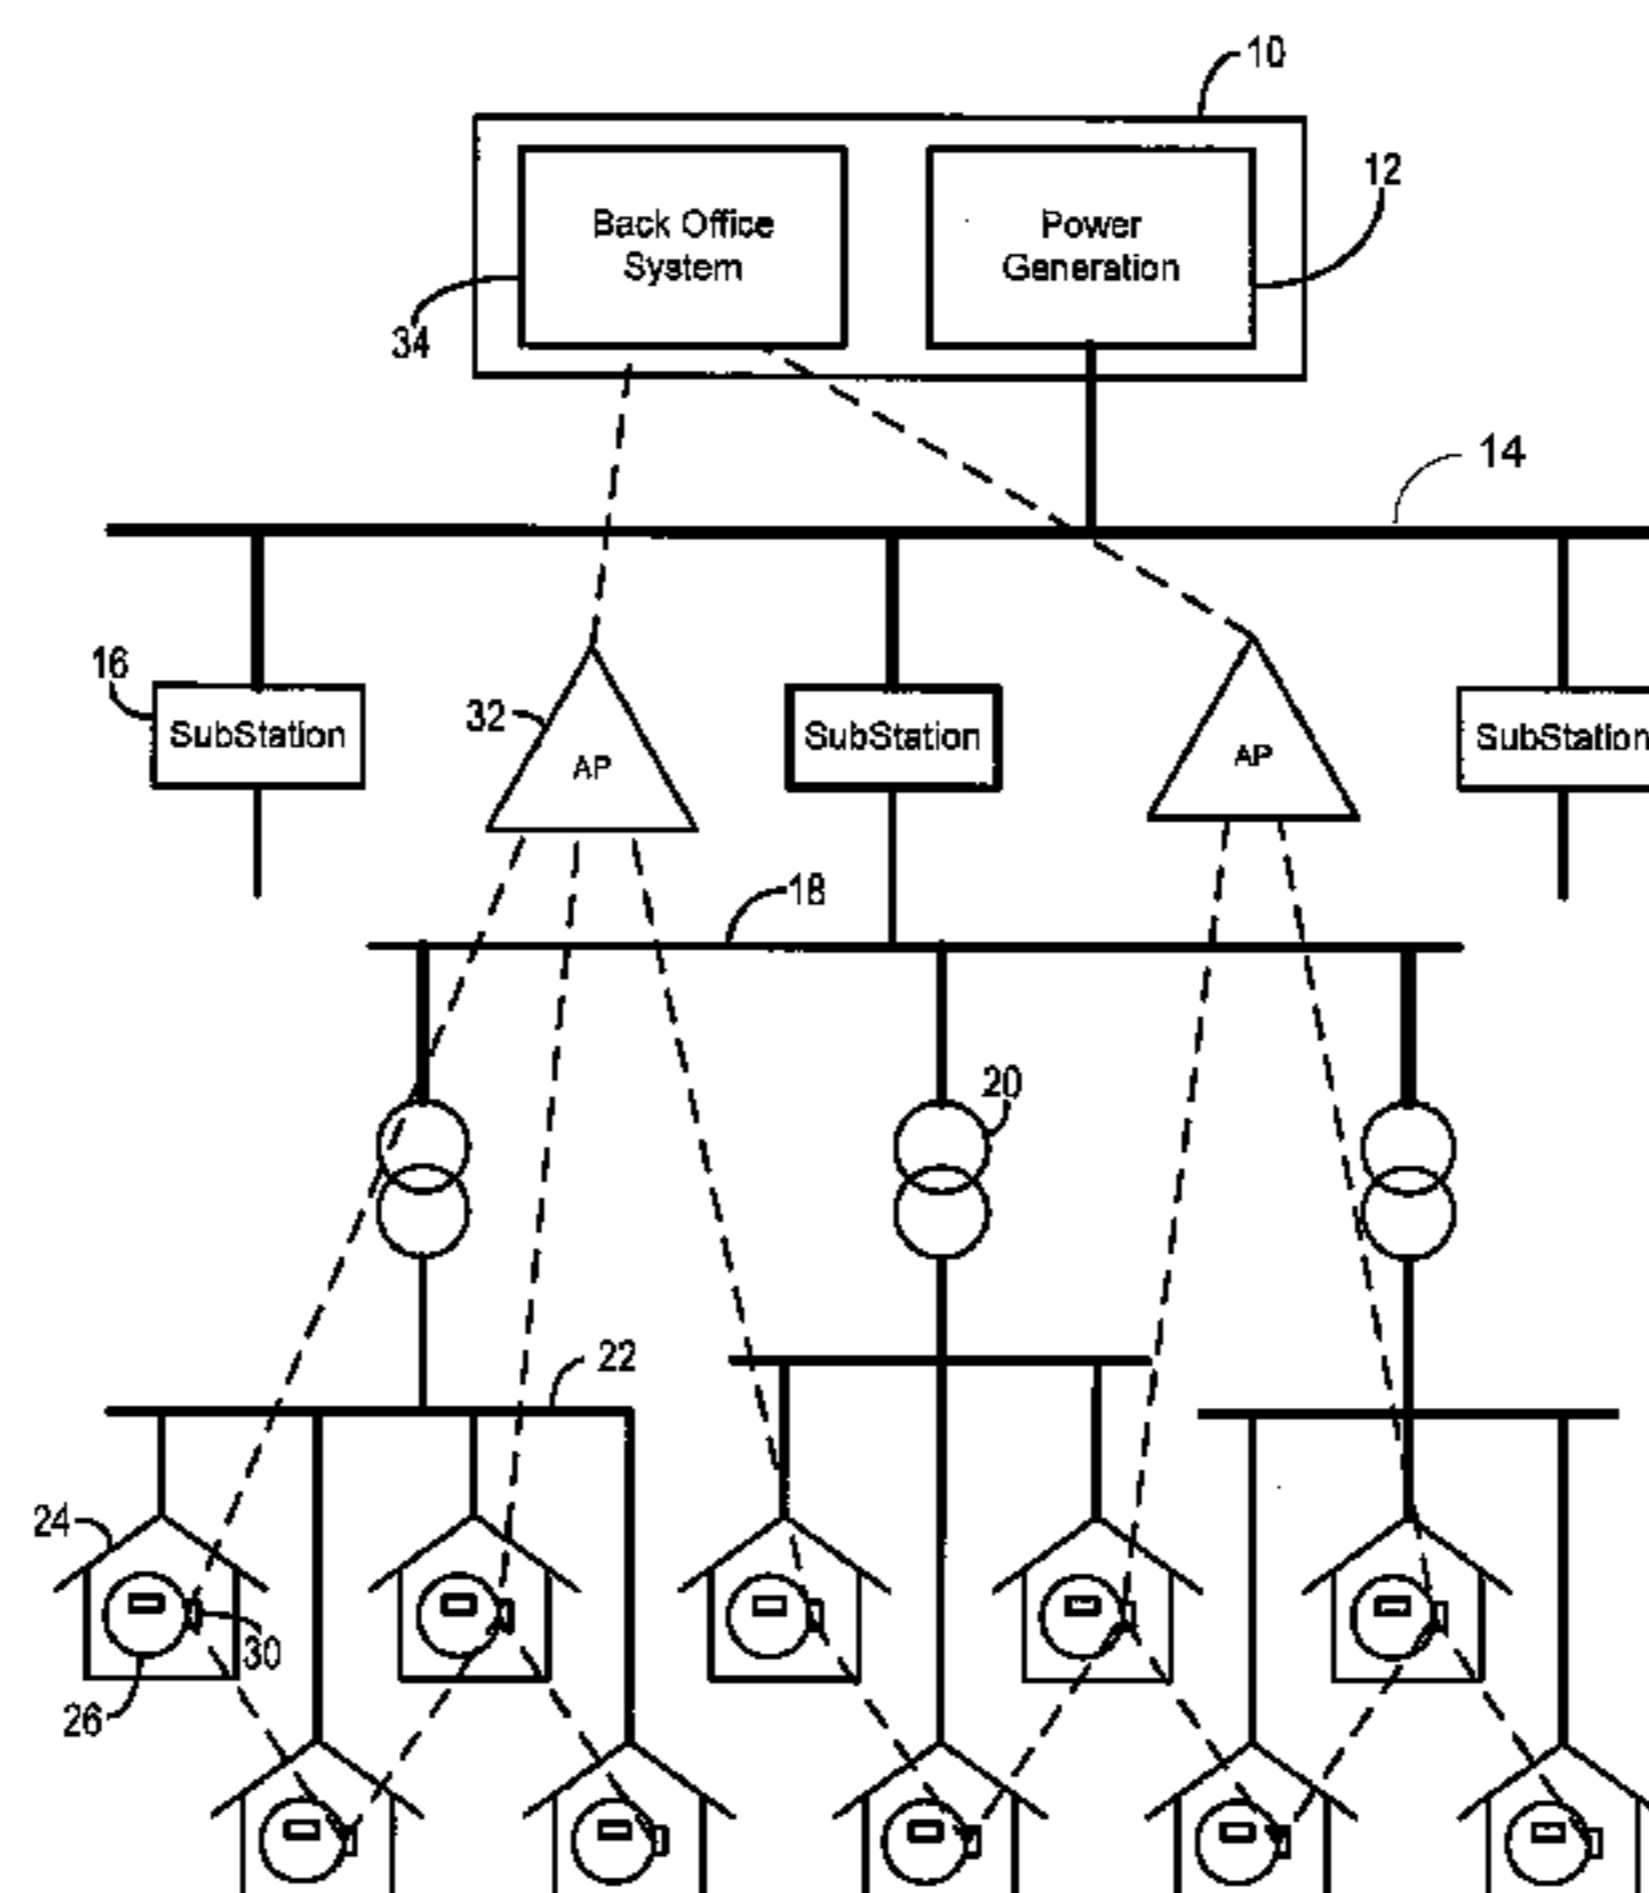 10
12
Back Office
System
Power
Generation
34
14
16
SubStation
32
AP
SubStation
AP
SubStation
18
20
22
24
30
26